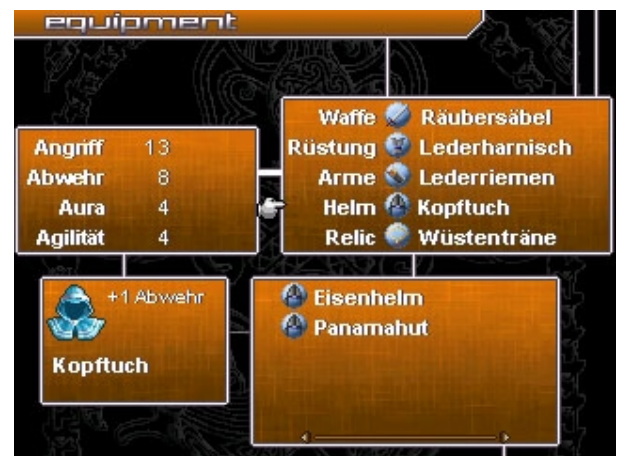 equipment
Angriff 13
Abwehr 8
Aura 4
Agilität 4
Waffe Räubersäbel
Rüstung Lederharnisch
Arme Lederriemen
Helm Kopftuch
Relic Wüstenträne
+1 Abwehr
Kopftuch
Eisenhelm
Panamahut